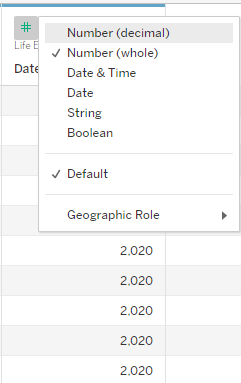 #
Number (decimal)
Life E
✓ Number (whole)
Date
Date & Time
Date
String
Boolean
✓ Default
Geographic Role
2,020
2,020
2,020
2,020
2,020